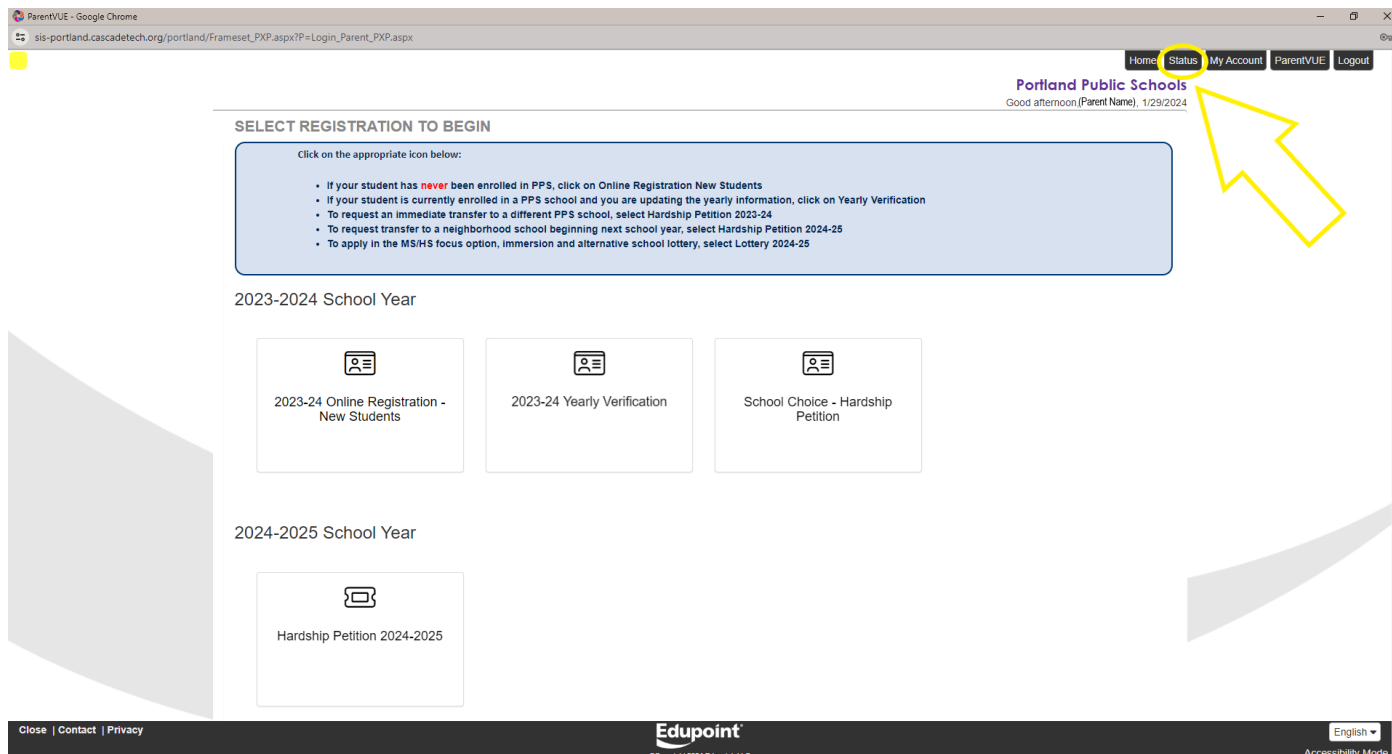 ParentVUE - Google Chrome
sis-portland.cascadetech.org/portland/Frameset_PXP.aspx?P=Login_Parent_PXP.aspx
Home Status My Account ParentVUE Logout
Portland Public Schools
Good afternoon,(Parent Name), 1/29/2024
SELECT REGISTRATION TO BEGIN
Click on the appropriate icon below:
• If your student has never been enrolled in PPS, click on Online Registration New Students
• If your student is currently enrolled in a PPS school and you are updating the yearly information, click on Yearly Verification
• To request an immediate transfer to a different PPS school, select Hardship Petition 2023-24
• To request transfer to a neighborhood school beginning next school year, select Hardship Petition 2024-25
• To apply in the MS/HS focus option, immersion and alternative school lottery, select Lottery 2024-25
2023-2024 School Year
2023-24 Online Registration -
New Students
2023-24 Yearly Verification
School Choice - Hardship
Petition
2024-2025 School Year
Hardship Petition 2024-2025
Close | Contact | Privacy
Edupoint
English
Accessibility Mode